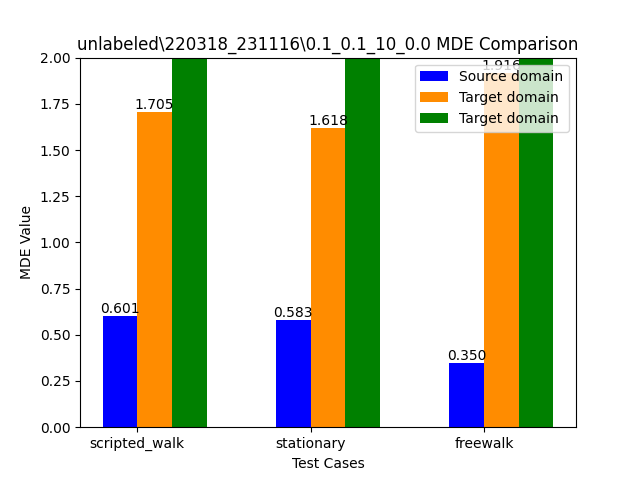 unlabeled\220318_231116\0.1_0.1_10_0.0 MDE Comparison
2.00
1.75
1.50
1.25
1.00
0.75
0.50
0.25
0.00
MDE Value
0.601
1.705
0.583
1.618
0.350
1.916
Source domain
Target domain
Target domain
scripted_walk
stationary
freewalk
Test Cases